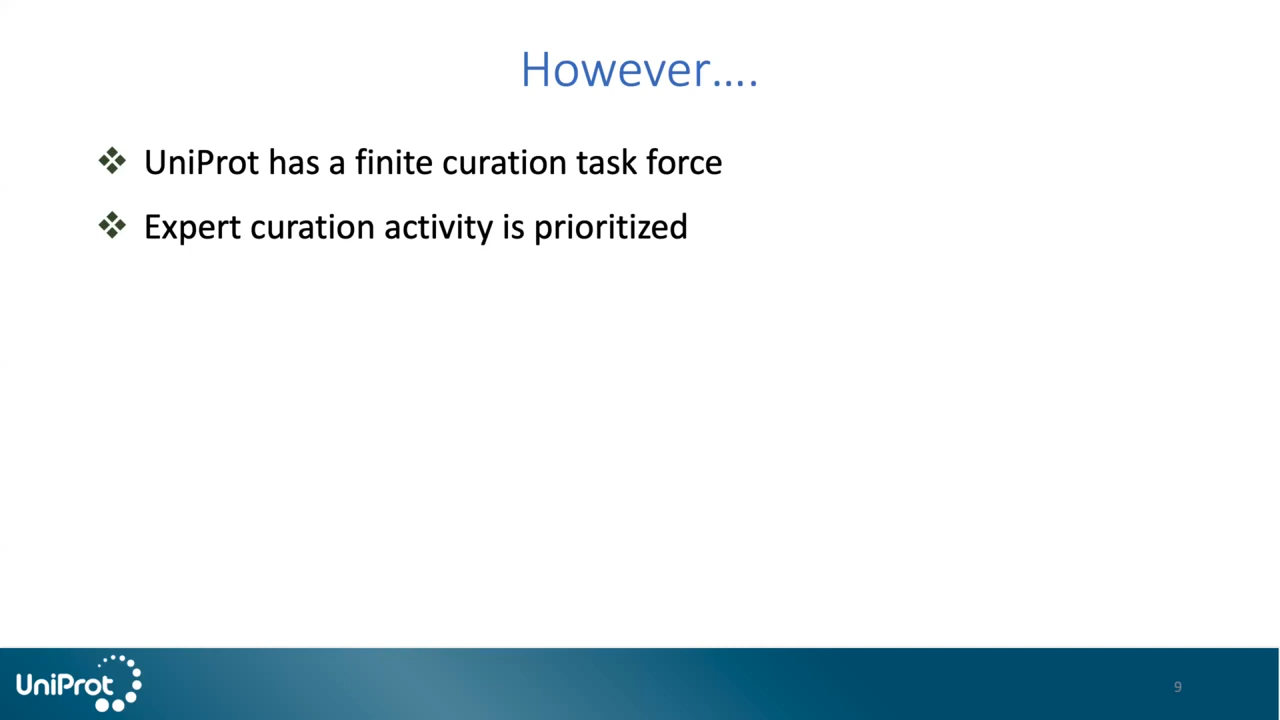 However....
UniProt has a finite curation task force
Expert curation activity is prioritized
UniProt
9